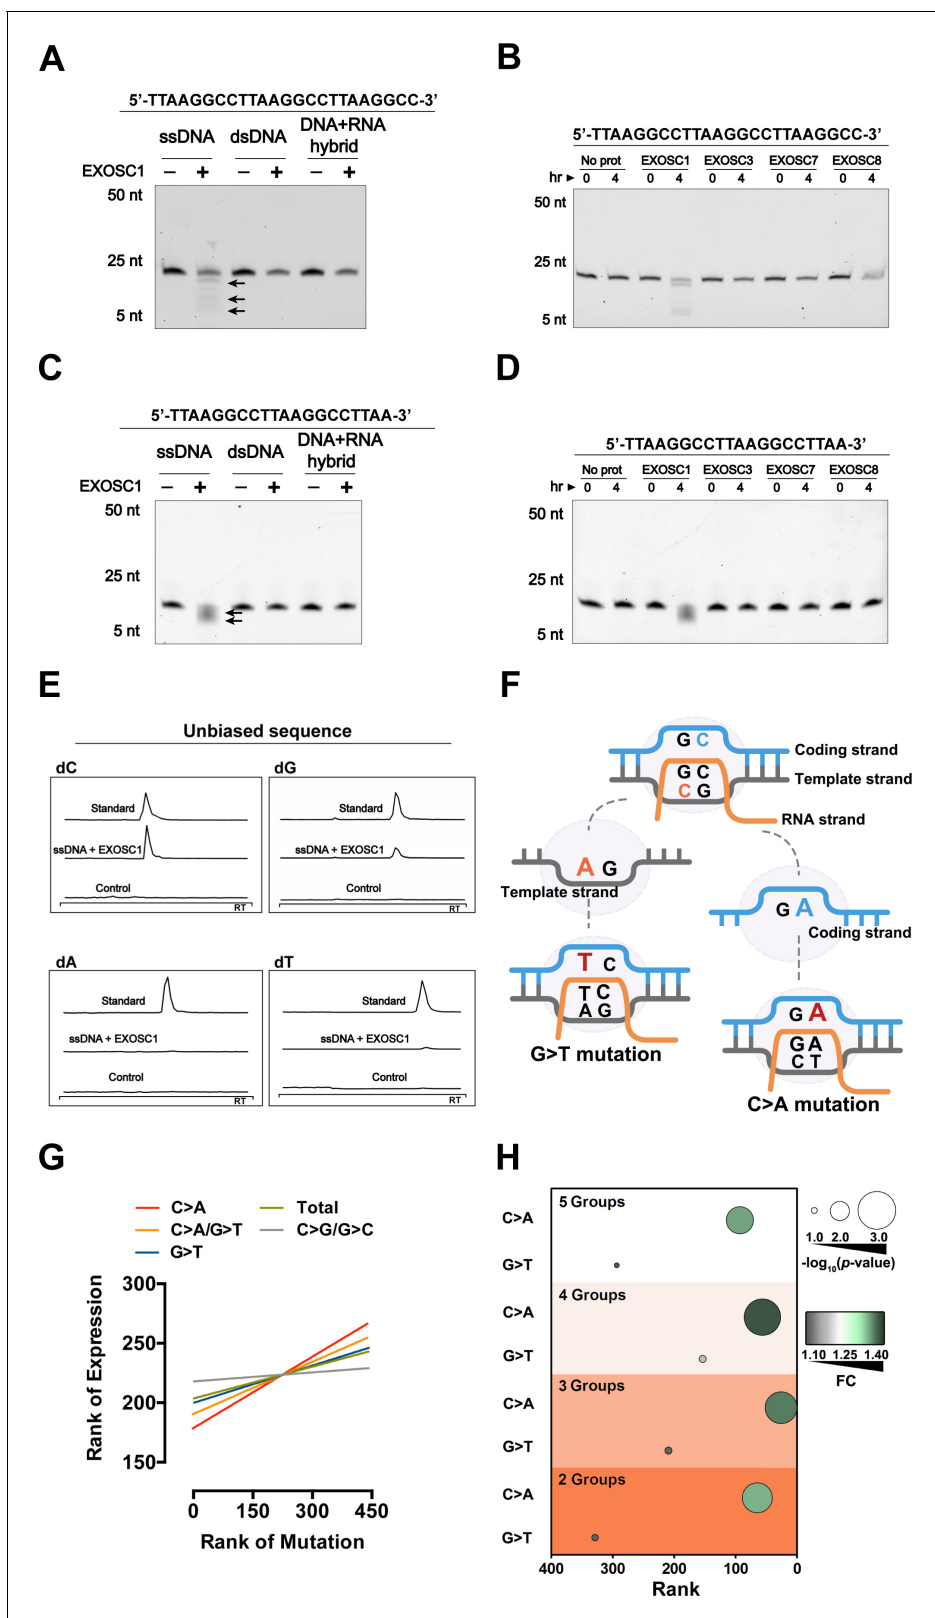 A
5'-TTAAGGCCTTAAGGCCTTAAGGCC-3'
ssDNA dsDNA DNA+RNA hybrid
EXOSC1 – + – + – +
50 nt
25 nt
5 nt
B
5'-TTAAGGCCTTAAGGCCTTAAGGCC-3'
No prot EXOSC1 EXOSC3 EXOSC7 EXOSC8
hr 0 4 0 4 0 4 0 4 0 4
50 nt
25 nt
5 nt
C
5'-TTAAGGCCTTAAGGCCTTAA-3'
ssDNA dsDNA DNA+RNA hybrid
EXOSC1 – + – + – +
50 nt
25 nt
5 nt
D
5'-TTAAGGCCTTAAGGCCTTAA-3'
No prot EXOSC1 EXOSC3 EXOSC7 EXOSC8
hr 0 4 0 4 0 4 0 4 0 4
50 nt
25 nt
5 nt
E
Unbiased sequence
dC
Standard
ssDNA + EXOSC1
Control
RT
dG
Standard
ssDNA + EXOSC1
Control
RT
dA
Standard
ssDNA + EXOSC1
Control
RT
dT
Standard
ssDNA + EXOSC1
Control
RT
F
G C
Coding strand
G C
Template strand
C G
RNA strand
A G
Template strand
G A
Coding strand
T C
T C
A G
G>T mutation
G A
G A
C T
C>A mutation
G
C>A
C>A/G>T
G>T
Total
C>G/G>C
Rank of Expression
300
250
200
150
0 150 300 450
Rank of Mutation
H
5 Groups
C>A
G>T
4 Groups
C>A
G>T
3 Groups
C>A
G>T
2 Groups
C>A
G>T
400 300 200 100 0
Rank
1.0 2.0 3.0
-log10(p-value)
1.10 1.25 1.40
FC